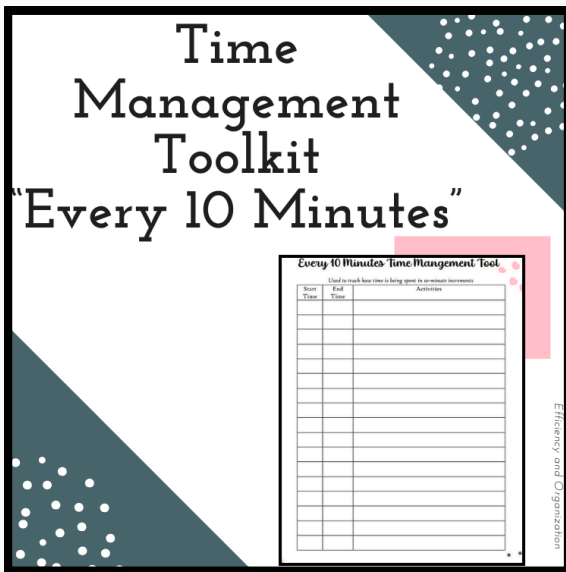 Time
Management
Toolkit
“Every 10 Minutes”
Every 10 Minutes Time Mangement Tool
Used to track how time is being spent in 10-minute increments
Start End Activities
Time Time
Efficiency and Organization